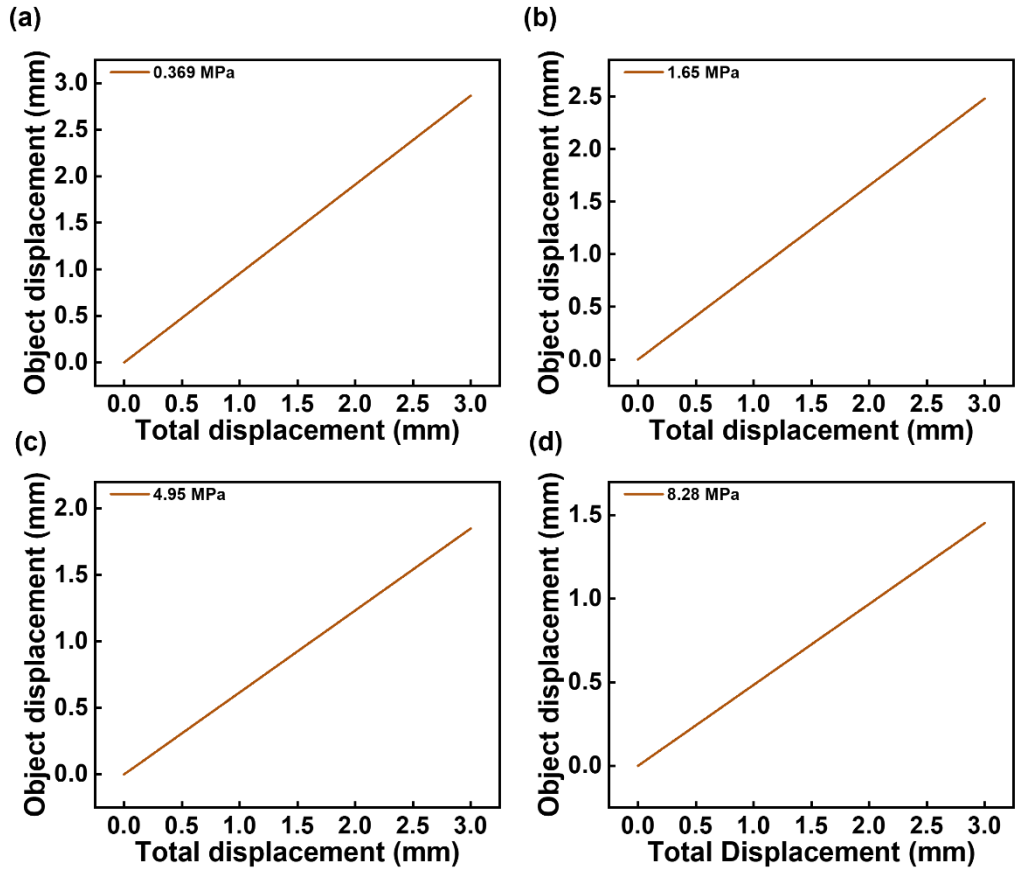 (a)
Object displacement (mm)
3.0
2.5
2.0
1.5
1.0
0.5
0.0
0.369 MPa
0.0 0.5 1.0 1.5 2.0 2.5 3.0
Total displacement (mm)
(b)
Object displacement (mm)
2.5
2.0
1.5
1.0
0.5
0.0
1.65 MPa
0.0 0.5 1.0 1.5 2.0 2.5 3.0
Total displacement (mm)
(c)
Object displacement (mm)
2.0
1.5
1.0
0.5
0.0
4.95 MPa
0.0 0.5 1.0 1.5 2.0 2.5 3.0
Total displacement (mm)
(d)
Object displacement (mm)
1.5
1.0
0.5
0.0
8.28 MPa
0.0 0.5 1.0 1.5 2.0 2.5 3.0
Total Displacement (mm)